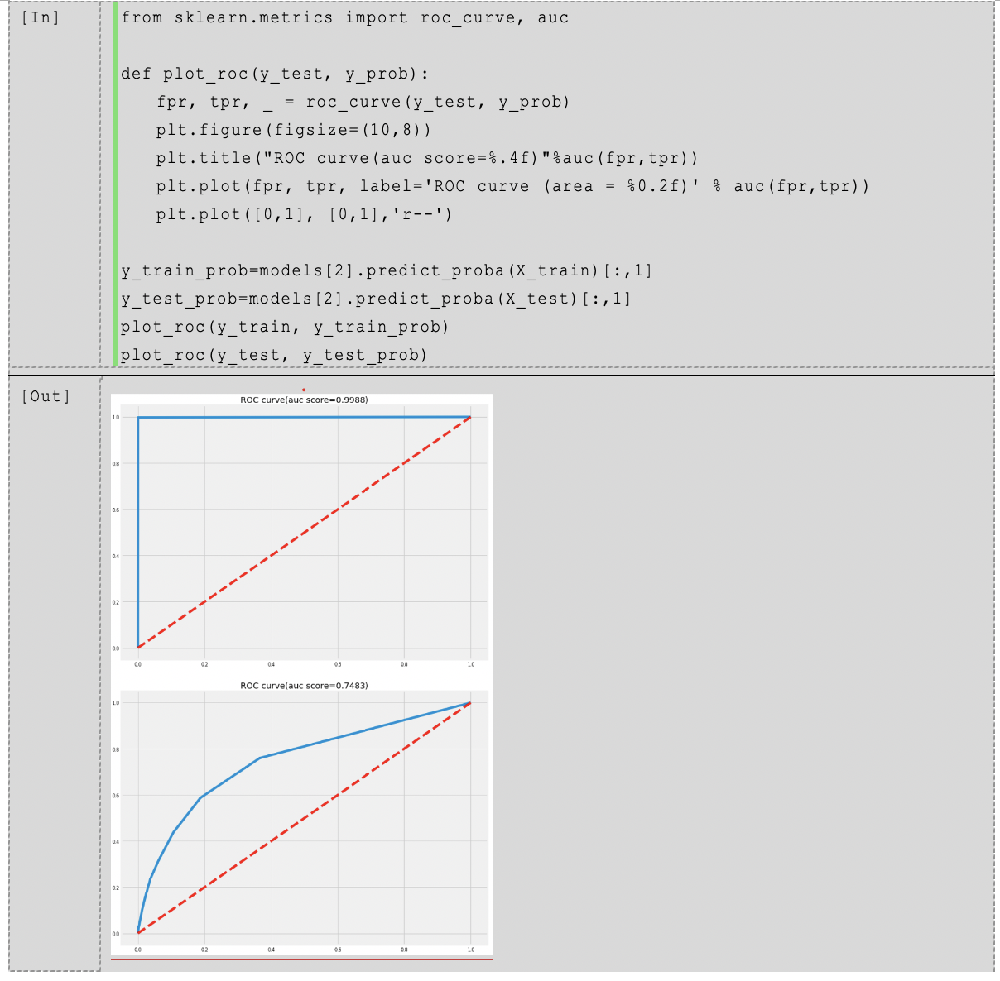 [In]
from sklearn.metrics import roc_curve, auc
def plot_roc(y_test, y_prob):
fpr, tpr, _ = roc_curve(y_test, y_prob)
plt.figure(figsize=(10,8))
plt.title("ROC curve(auc score=%.4f)"%auc(fpr,tpr))
plt.plot(fpr, tpr, label='ROC curve (area = %0.2f)' % auc(fpr,tpr))
plt.plot([0,1], [0,1],'r--')
y_train_prob=models[2].predict_proba(X_train)[:,1]
y_test_prob=models[2].predict_proba(X_test)[:,1]
plot_roc(y_train, y_train_prob)
plot_roc(y_test, y_test_prob)
[Out]
ROC curve(auc score=0.9988)
1.0
0.8
0.6
0.4
0.2
0.0
0.0 0.2 0.4 0.6 0.8 1.0
ROC curve(auc score=0.7483)
1.0
0.8
0.6
0.4
0.2
0.0
0.0 0.2 0.4 0.6 0.8 1.0